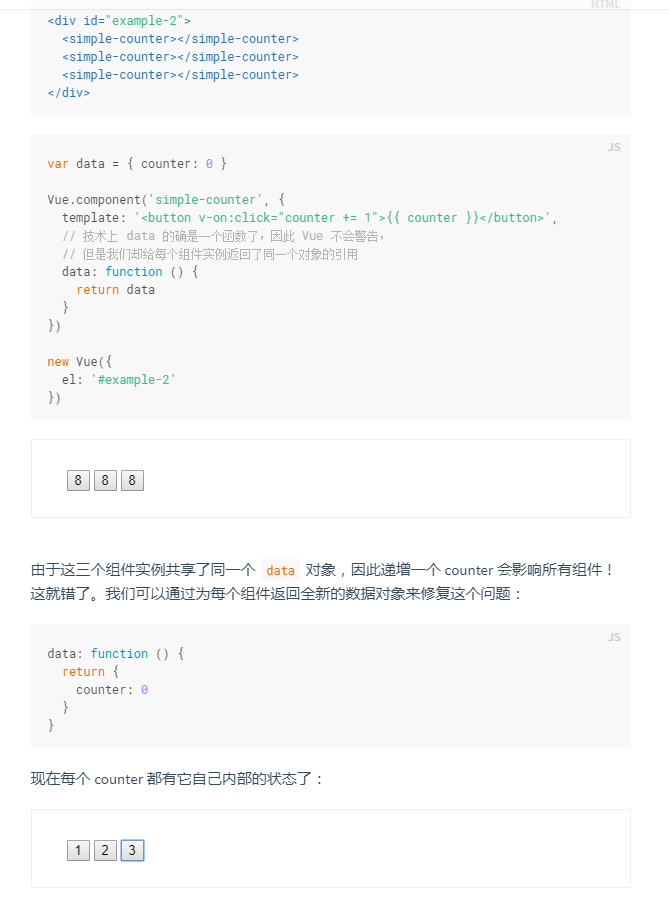 HTML
<div id="example-2">
  <simple-counter></simple-counter>
  <simple-counter></simple-counter>
  <simple-counter></simple-counter>
</div>
JS
var data = { counter: 0 }

Vue.component('simple-counter', {
  template: '<button v-on:click="counter += 1">{{ counter }}</button>',
  // 技术上 data 的确是一个函数了，因此 Vue 不会警告，
  // 但是我们却给每个组件实例返回了同一个对象的引用
  data: function () {
    return data
  }
})

new Vue({
  el: '#example-2'
})
8 8 8
由于这三个组件实例共享了同一个 data 对象，因此递增一个 counter 会影响所有组件！
这就错了。我们可以通过为每个组件返回全新的数据对象来修复这个问题：
JS
data: function () {
  return {
    counter: 0
  }
}
现在每个 counter 都有它自己内部的状态了：
1 2 3